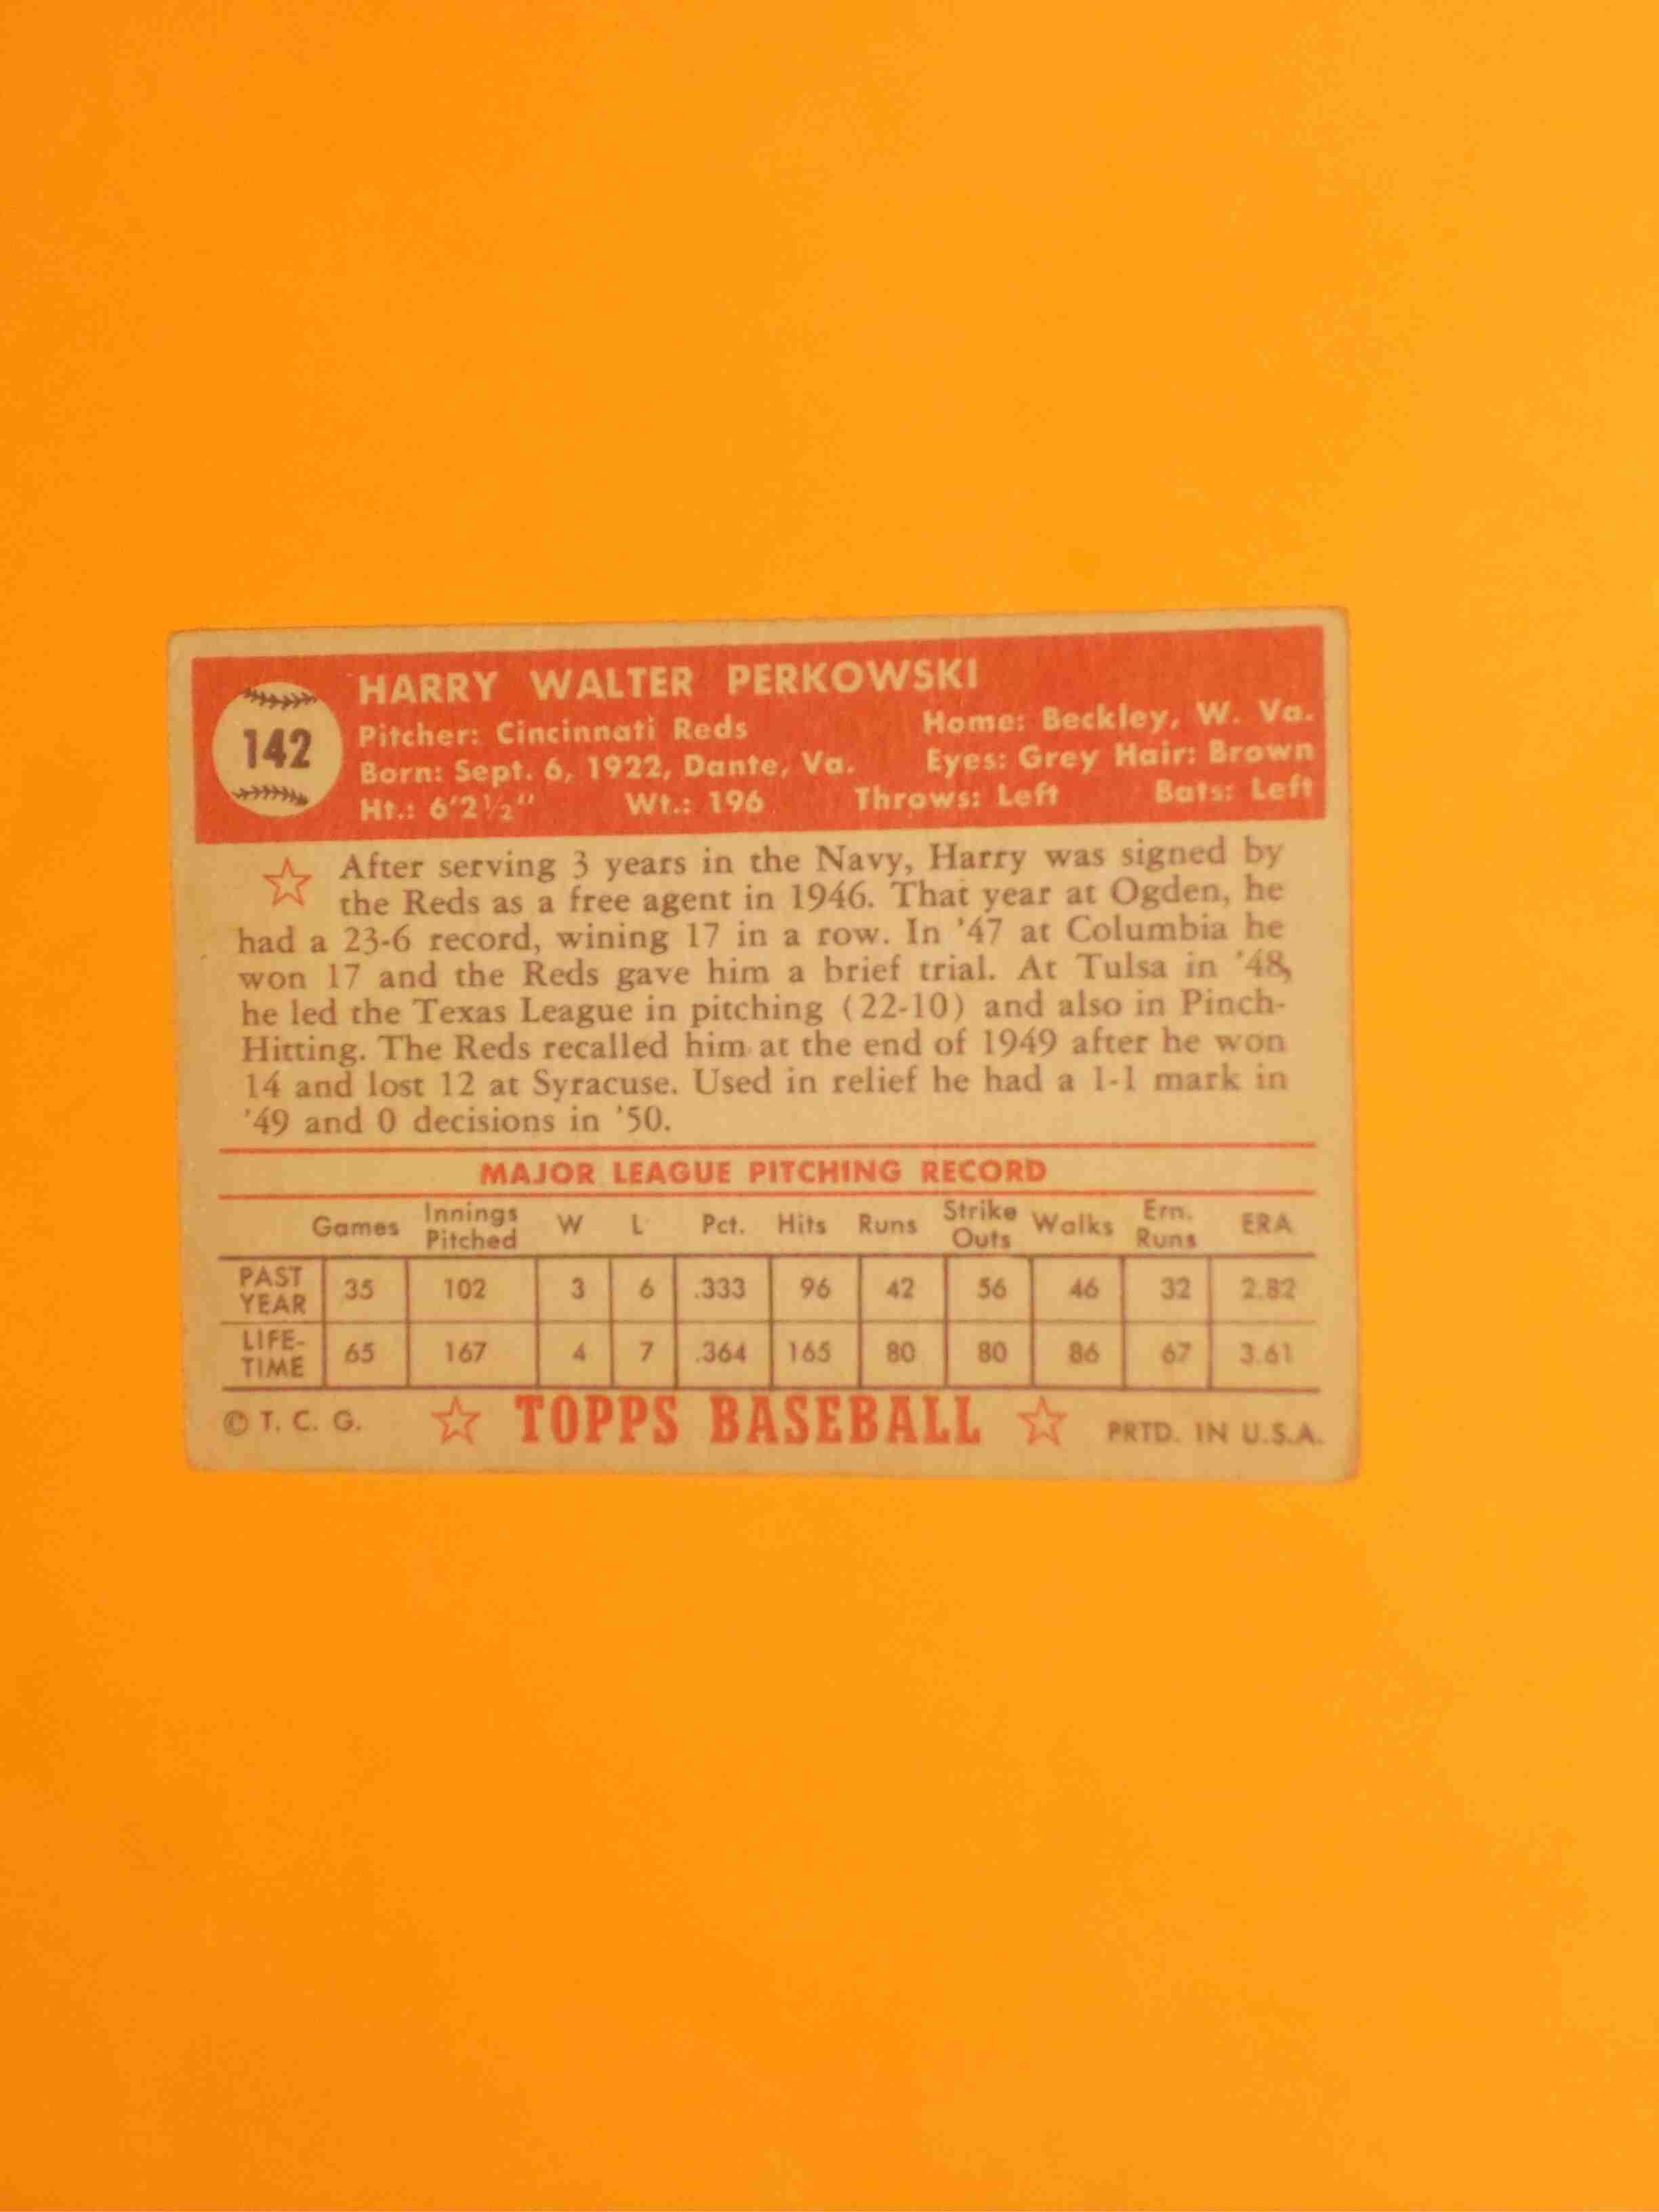 142
HARRY WALTER PERKOWSKI
Pitcher: Cincinnati Reds Home: Beckley, W. Va.
Born: Sept. 6, 1922, Dante, Va. Eyes: Grey Hair: Brown
Ht.: 6'2½" Wt.: 196 Throws: Left Bats: Left
After serving 3 years in the Navy, Harry was signed by
the Reds as a free agent in 1946. That year at Ogden, he
had a 23-6 record, wining 17 in a row. In '47 at Columbia he
won 17 and the Reds gave him a brief trial. At Tulsa in '48,
he led the Texas League in pitching (22-10) and also in Pinch-
Hitting. The Reds recalled him at the end of 1949 after he won
14 and lost 12 at Syracuse. Used in relief he had a 1-1 mark in
'49 and 0 decisions in '50.
MAJOR LEAGUE PITCHING RECORD
Games Innings Pitched W L Pct. Hits Runs Strike Outs Walks Ern. Runs ERA
PAST YEAR 35 102 3 6 .333 96 42 56 46 32 2.82
LIFE-TIME 65 167 4 7 .364 165 80 80 86 67 3.61
© T. C. G. TOPPS BASEBALL PRTD. IN U.S.A.